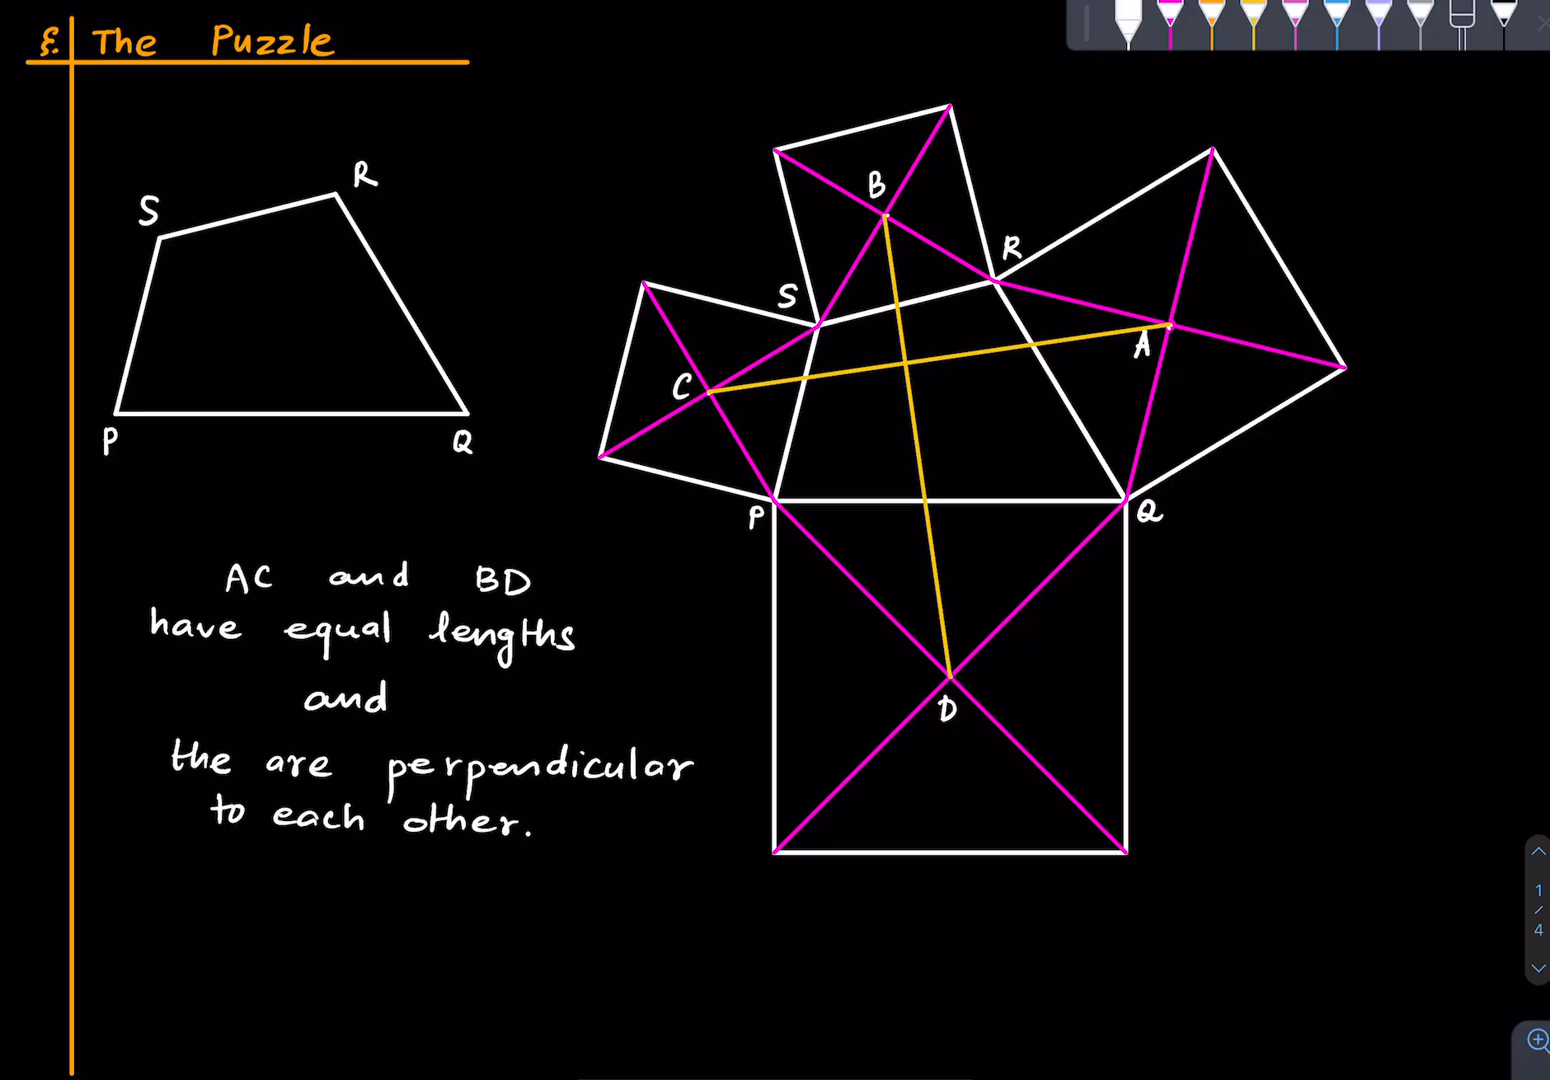 &. The Puzzle
S
R
P
Q
B
R
S
A
C
P
Q
D
AC and BD
have equal lengths
and
the are perpendicular
to each other.
1
/
4